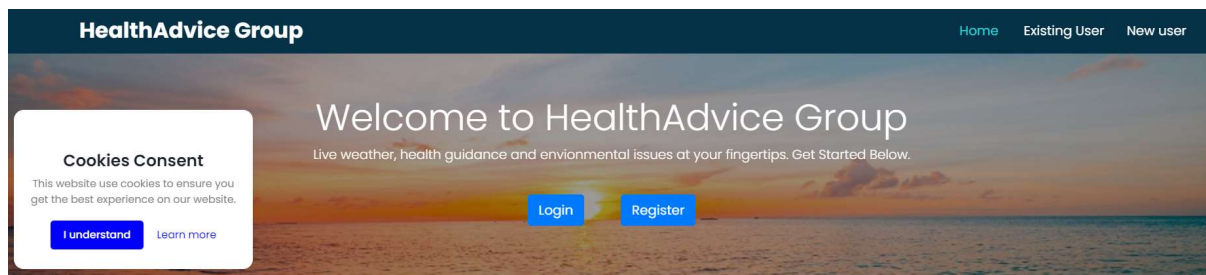 HealthAdvice Group
Home Existing User New user
Welcome to HealthAdvice Group
Live weather, health guidance and envionmental issues at your fingertips. Get Started Below.
Login Register
Cookies Consent
This website use cookies to ensure you
get the best experience on our website.
I understand Learn more